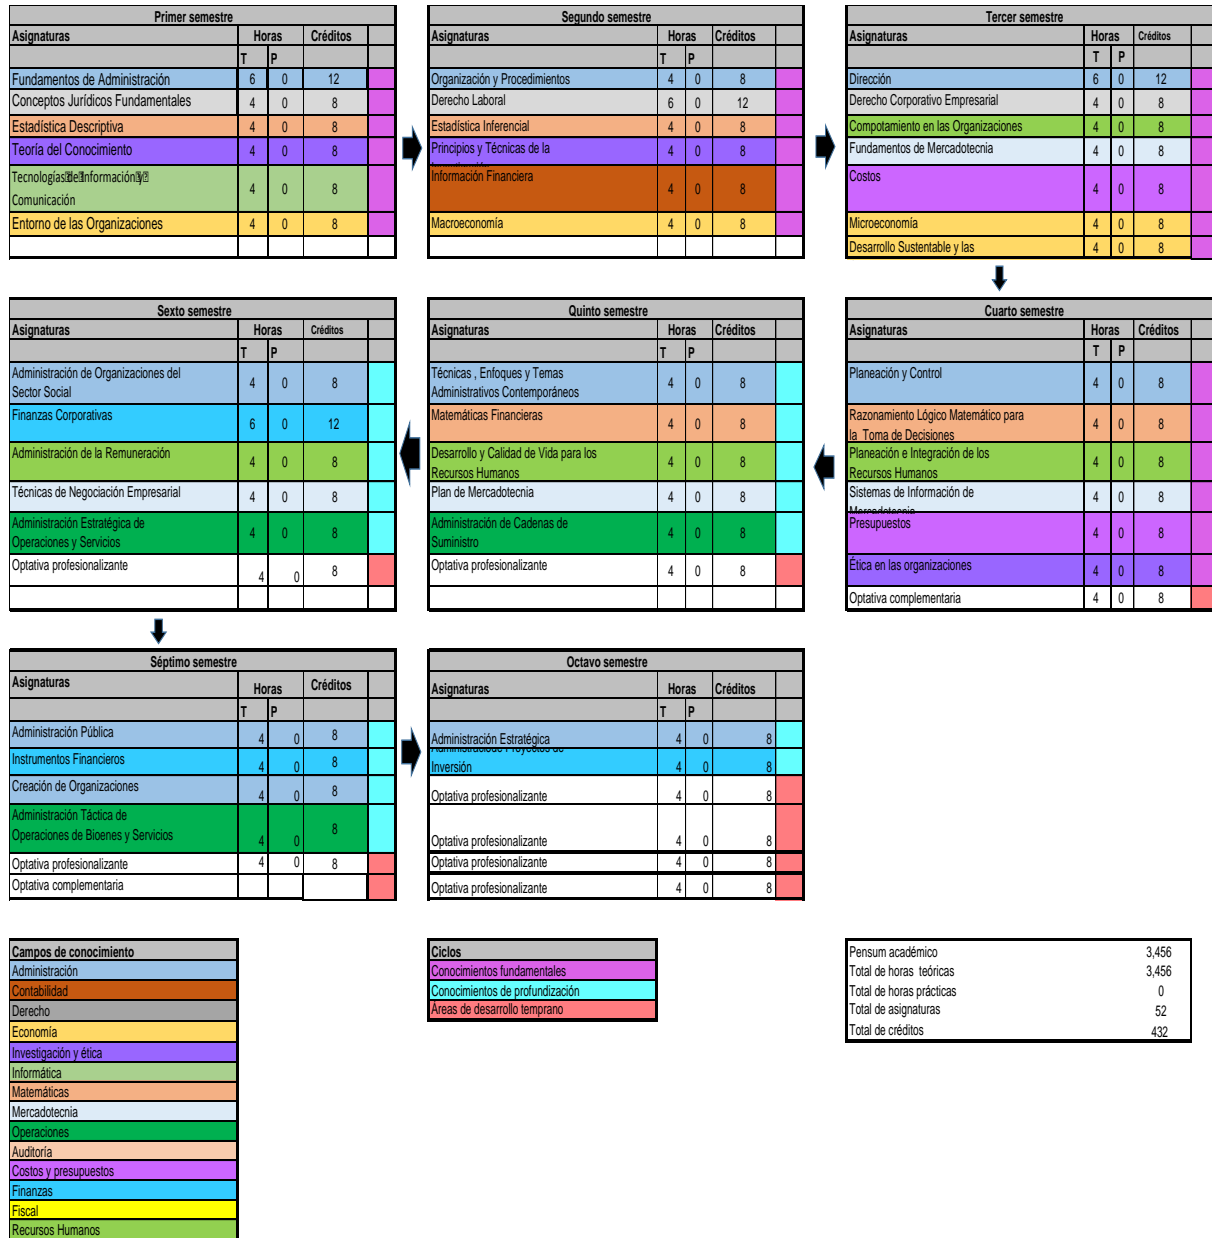 Primer semestre
Asignaturas Horas Créditos
T P
Fundamentos de Administración 6 0 12
Conceptos Jurídicos Fundamentales 4 0 8
Estadística Descriptiva 4 0 8
Teoría del Conocimiento 4 0 8
Tecnologías de Información y
Comunicación 4 0 8
Entorno de las Organizaciones 4 0 8
Segundo semestre
Asignaturas Horas Créditos
T P
Organización y Procedimientos 4 0 8
Derecho Laboral 6 0 12
Estadística Inferencial 4 0 8
Principios y Técnicas de la 4 0 8
Información Financiera 4 0 8
Macroeconomía 4 0 8
Tercer semestre
Asignaturas Horas Créditos
T P
Dirección 6 0 12
Derecho Corporativo Empresarial 4 0 8
Compotamiento en las Organizaciones 4 0 8
Fundamentos de Mercadotecnia 4 0 8
Costos 4 0 8
Microeconomía 4 0 8
Desarrollo Sustentable y las 4 0 8
Sexto semestre
Asignaturas Horas Créditos
T P
Administración de Organizaciones del
Sector Social 4 0 8
Finanzas Corporativas 6 0 12
Administración de la Remuneración 4 0 8
Técnicas de Negociación Empresarial 4 0 8
Administración Estratégica de
Operaciones y Servicios 4 0 8
Optativa profesionalizante 4 0 8
Quinto semestre
Asignaturas Horas Créditos
T P
Técnicas , Enfoques y Temas
Administrativos Contemporáneos 4 0 8
Matemáticas Financieras 4 0 8
Desarrollo y Calidad de Vida para los
Recursos Humanos 4 0 8
Plan de Mercadotecnia 4 0 8
Administración de Cadenas de
Suministro 4 0 8
Optativa profesionalizante 4 0 8
Cuarto semestre
Asignaturas Horas Créditos
T P
Planeación y Control 4 0 8
Razonamiento Lógico Matemático para
la Toma de Decisiones 4 0 8
Planeación e Integración de los
Recursos Humanos 4 0 8
Sistemas de Información de
Mercadotecnia 4 0 8
Presupuestos 4 0 8
Ética en las organizaciones 4 0 8
Optativa complementaria 4 0 8
Séptimo semestre
Asignaturas Horas Créditos
T P
Administración Pública 4 0 8
Instrumentos Financieros 4 0 8
Creación de Organizaciones 4 0 8
Administración Táctica de
Operaciones de Bioenes y Servicios 4 0 8
Optativa profesionalizante 4 0 8
Optativa complementaria
Octavo semestre
Asignaturas Horas Créditos
T P
Administración Estratégica 4 0 8
Administraciode Proyectos de
Inversión 4 0 8
Optativa profesionalizante 4 0 8
Optativa profesionalizante 4 0 8
Optativa profesionalizante 4 0 8
Optativa profesionalizante 4 0 8
Campos de conocimiento
Administración
Contabilidad
Derecho
Economía
Investigación y ética
Informática
Matemáticas
Mercadotecnia
Operaciones
Auditoría
Costos y presupuestos
Finanzas
Fiscal
Recursos Humanos
Ciclos
Conocimientos fundamentales
Conocimientos de profundización
Áreas de desarrollo temprano
Pensum académico 3,456
Total de horas teóricas 3,456
Total de horas prácticas 0
Total de asignaturas 52
Total de créditos 432